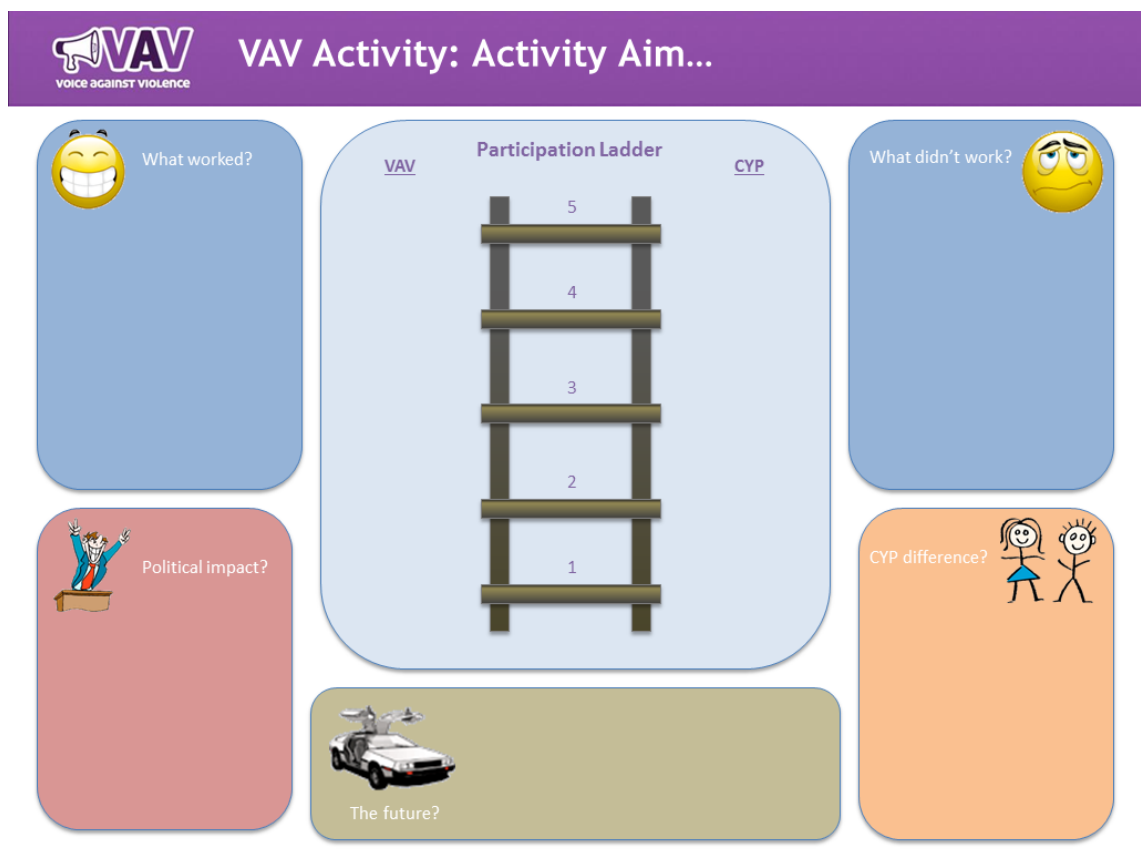 VAV
VOICE AGAINST VIOLENCE
VAV Activity: Activity Aim...
What worked?
Participation Ladder
VAV
CYP
5
4
3
2
1
What didn't work?
Political impact?
CYP difference?
The future?